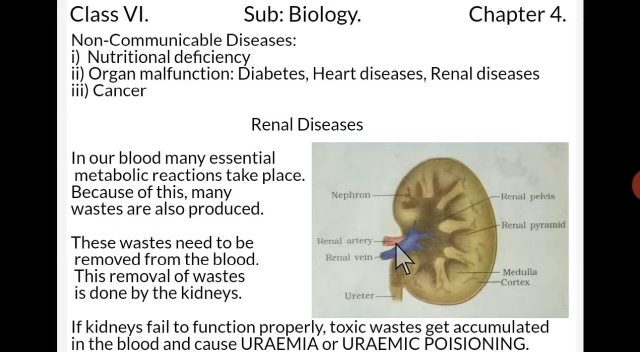 Class VI. Sub: Biology. Chapter 4.
Non-Communicable Diseases:
i) Nutritional deficiency
ii) Organ malfunction: Diabetes, Heart diseases, Renal diseases
iii) Cancer
Renal Diseases
In our blood many essential
metabolic reactions take place.
Because of this, many
wastes are also produced.
These wastes need to be
removed from the blood.
This removal of wastes
is done by the kidneys.
Nephron
Renal artery
Renal vein
Ureter
Renal pelvis
Renal pyramid
Medulla
Cortex
If kidneys fail to function properly, toxic wastes get accumulated
in the blood and cause URAEMIA or URAEMIC POISIONING.